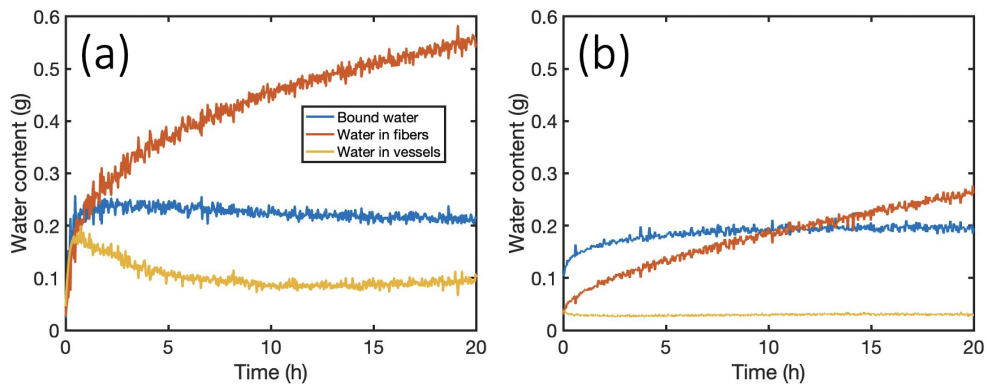 (a)
Water content (g)
0.6
0.5
0.4
0.3
0.2
0.1
0
Bound water
Water in fibers
Water in vessels
0 5 10 15 20
Time (h)
(b)
Water content (g)
0.6
0.5
0.4
0.3
0.2
0.1
0
0 5 10 15 20
Time (h)